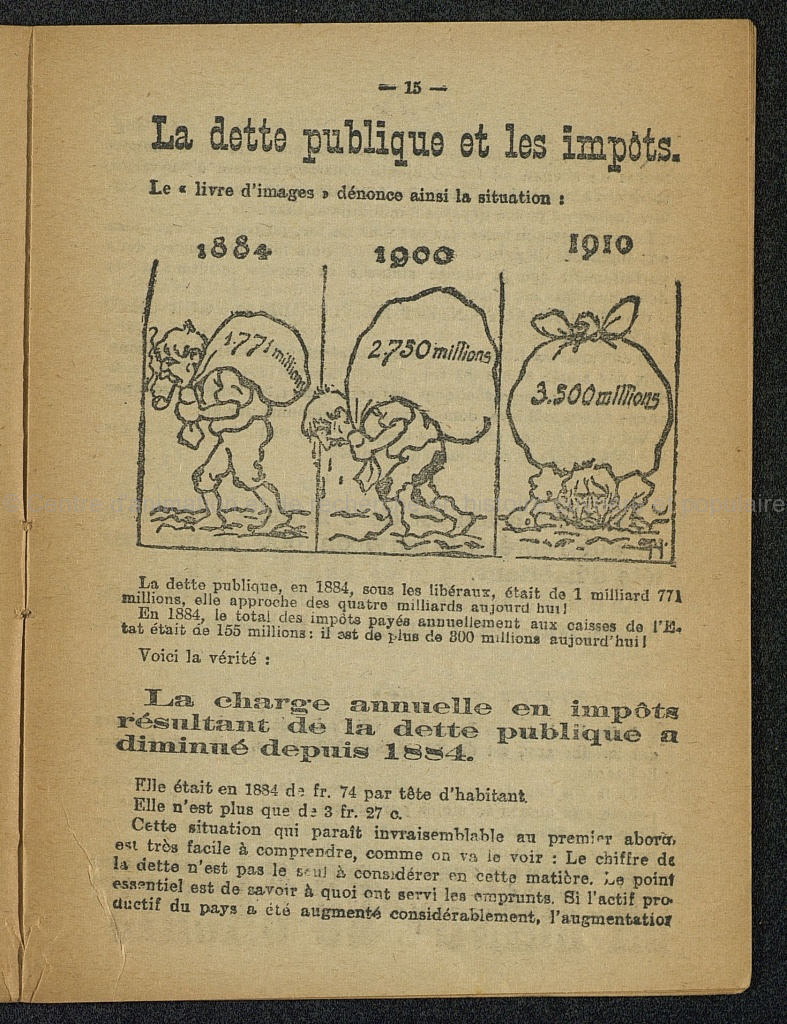 — 15 —
La dette publique et les impôts.
Le « livre d'images » dénonce ainsi la situation :
1884
1900
1910
1.771 millions
2.750 millions
3.500 millions
La dette publique, en 1884, sous les libéraux, était de 1 milliard 771
millions, elle approche des quatre milliards aujourd hui!
En 1884, le total des impôts payés annuellement aux caisses de l'E-
tat était de 155 millions: il est de plus de 300 millions aujourd'hui!
Voici la vérité :
La charge annuelle en impôts
résultant de la dette publique a
diminué depuis 1884.
Elle était en 1884 de fr. 74 par tête d'habitant.
Elle n'est plus que de 3 fr. 27 c.
Cette situation qui paraît invraisemblable au premier abord,
est très facile à comprendre, comme on va le voir : Le chiffre de
la dette n'est pas le seul à considérer en cette matière. Le point
essentiel est de savoir à quoi ont servi les emprunts. Si l'actif pro-
ductif du pays a été augmenté considérablement, l'augmentation